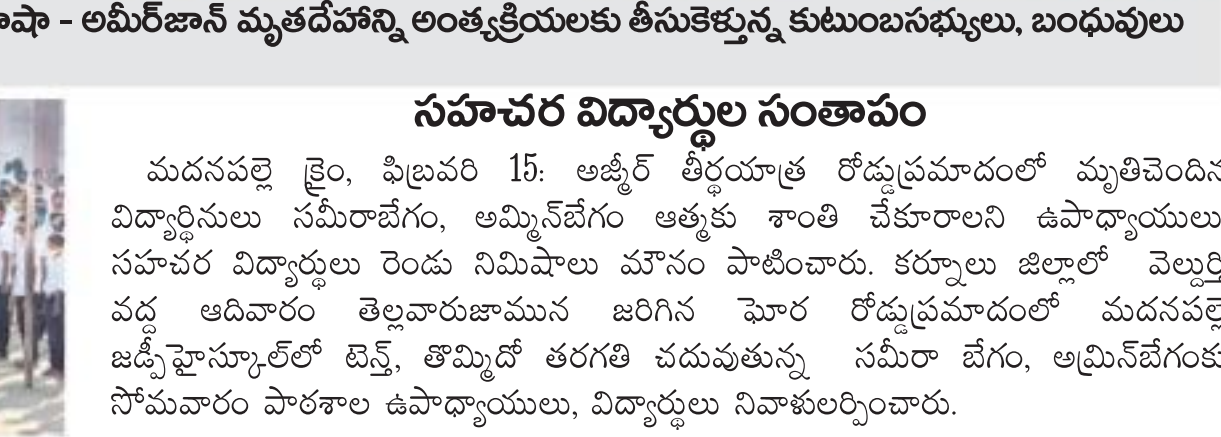 – అమీర్‌జాన్ మృతదేహాన్ని అంత్యక్రియలకు తీసుకెళ్తున్న కుటుంబసభ్యులు, బంధువులు
సహచర విద్యార్థుల సంతాపం
మదనపల్లె క్రైం, ఫిబ్రవరి 15: అజ్మీర్ తీర్థయాత్ర రోడ్డుప్రమాదంలో మృతిచెందిన
విద్యార్థినులు సమీరాబేగం, అమ్మిన్‌బేగం ఆత్మకు శాంతి చేకూరాలని ఉపాధ్యాయులు
సహచర విద్యార్థులు రెండు నిమిషాలు మౌనం పాటించారు. కర్నూలు జిల్లాలో వెల్దుర్తి
వద్ద ఆదివారం తెల్లవారుజామున జరిగిన ఘోర రోడ్డుప్రమాదంలో మదనపల్లె
జడ్పీహైస్కూల్‌లో టెన్త్, తొమ్మిదో తరగతి చదువుతున్న సమీరా బేగం, అమ్రిన్‌బేగంకు
సోమవారం పాఠశాల ఉపాధ్యాయులు, విద్యార్థులు నివాళులర్పించారు.